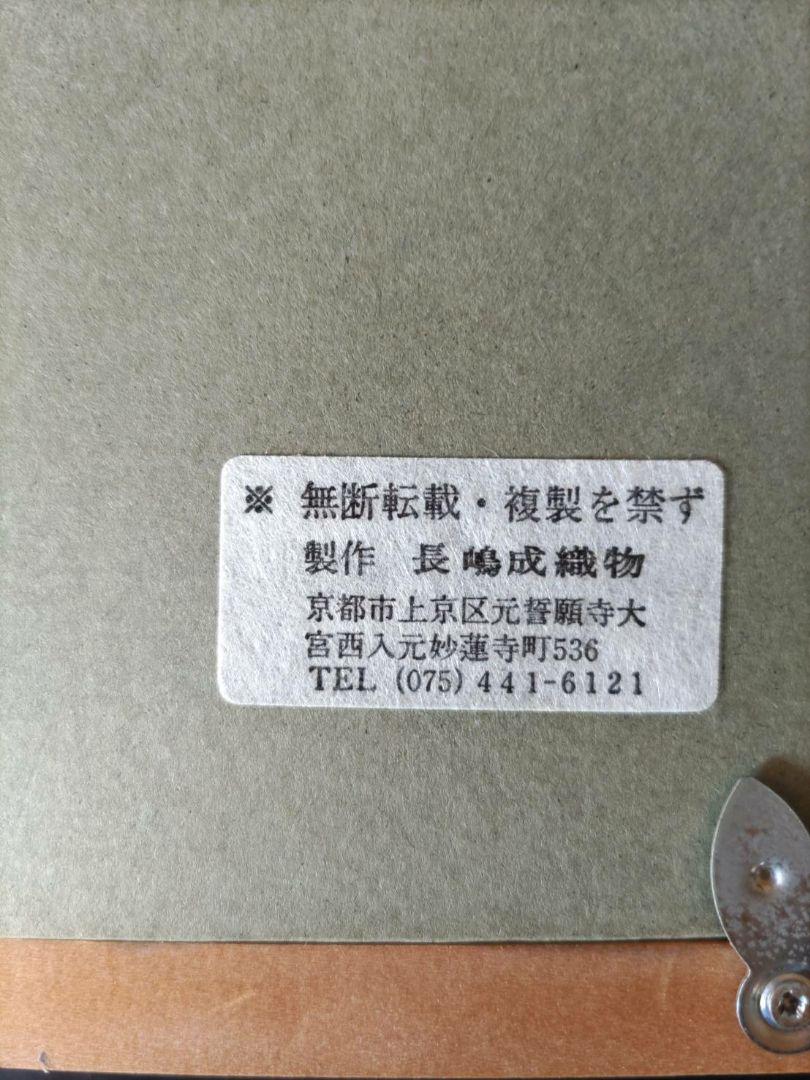 ※ 無断転載・複製を禁ず
製作 長嶋成織物
京都市上京区元誓願寺大
宮西入元妙蓮寺町536
TEL (075) 441-6121